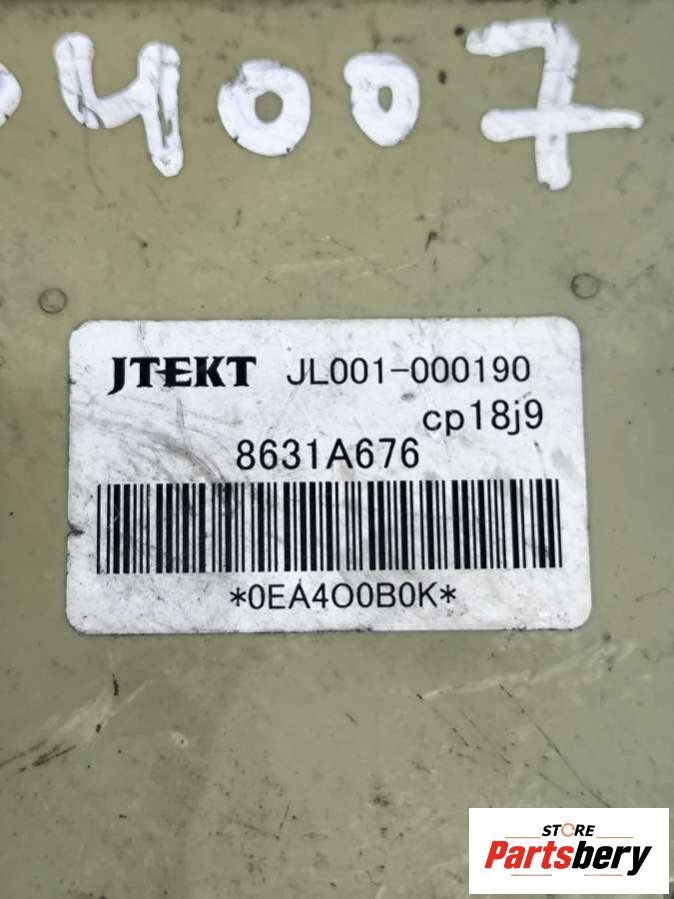 4007
JTEKT JL001-000190
cp18j9
8631A676
*0EA4O0B0K*
STORE
Partsbery